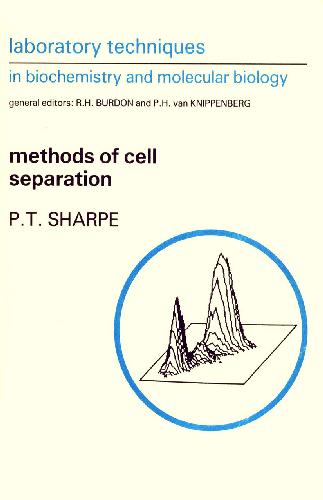 laboratory techniques
in biochemistry and molecular biology
general editors: R.H. BURDON and P.H. van KNIPPENBERG
methods of cell
separation
P.T. SHARPE